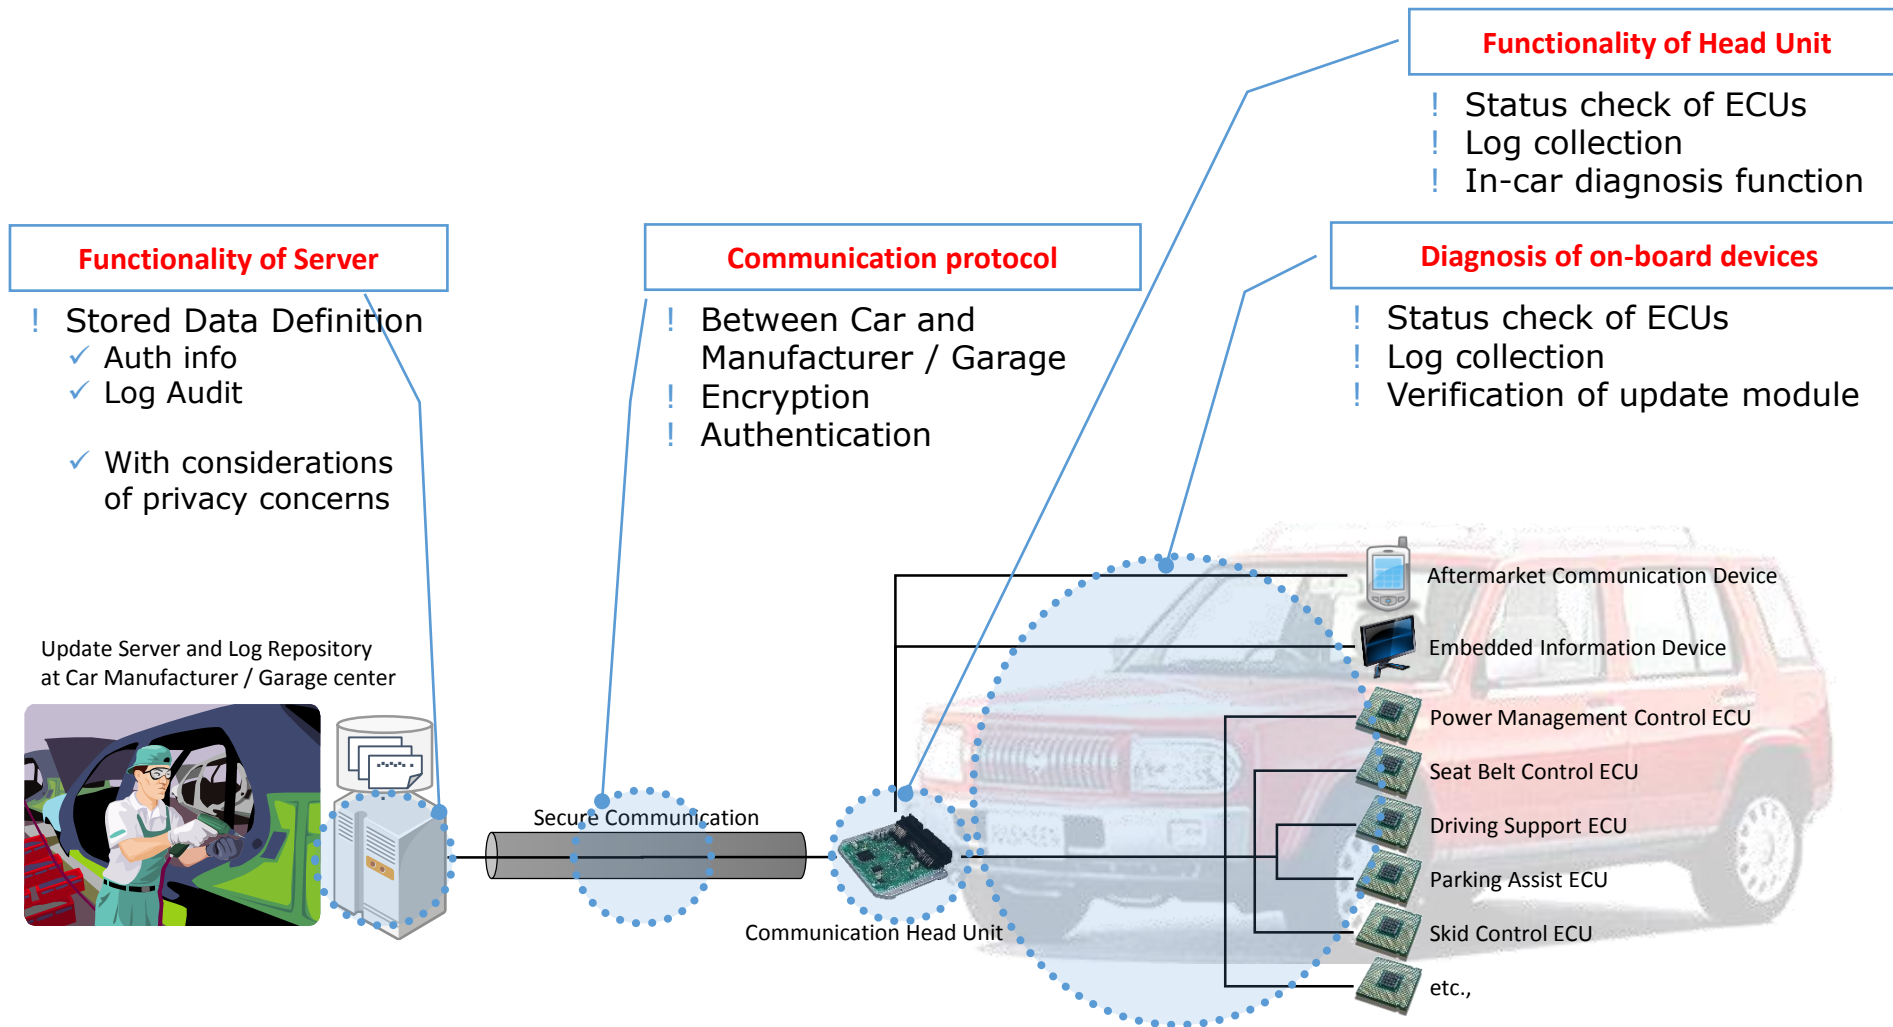 Functionality of Head Unit
! Status check of ECUs
! Log collection
! In-car diagnosis function
Functionality of Server
! Stored Data Definition
✓ Auth info
✓ Log Audit
✓ With considerations
of privacy concerns
Communication protocol
! Between Car and
Manufacturer / Garage
! Encryption
! Authentication
Diagnosis of on-board devices
! Status check of ECUs
! Log collection
! Verification of update module
Update Server and Log Repository
at Car Manufacturer / Garage center
Secure Communication
Communication Head Unit
Aftermarket Communication Device
Embedded Information Device
Power Management Control ECU
Seat Belt Control ECU
Driving Support ECU
Parking Assist ECU
Skid Control ECU
etc.,